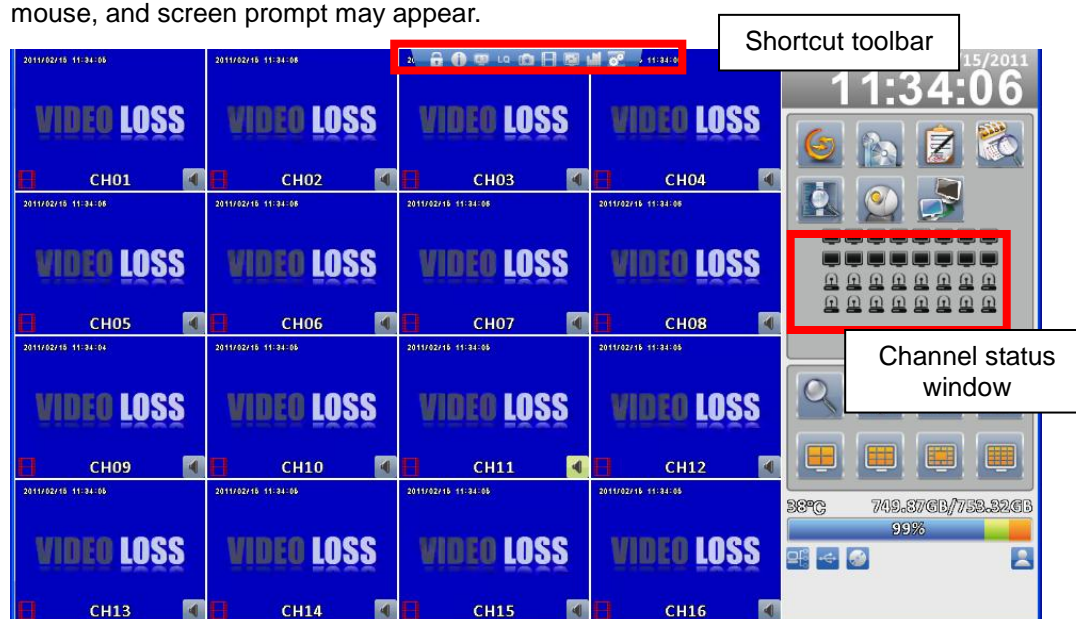 mouse, and screen prompt may appear.
Shortcut toolbar
15/2011
11:34:06
2011/02/15 11:34:06
2011/02/15 11:34:06
11:34:0
LQ
VIDEO LOSS
VIDEO LOSS
VIDEO LOSS
VIDEO LOSS
CH01
CH02
CH03
CH04
2011/02/15 11:34:06
2011/02/15 11:34:06
2011/02/15 11:34:06
2011/02/15 11:34:06
VIDEO LOSS
VIDEO LOSS
VIDEO LOSS
VIDEO LOSS
CH05
CH06
CH07
CH08
Channel status
window
2011/02/15 11:34:04
2011/02/15 11:34:06
2011/02/15 11:34:06
2011/02/15 11:34:06
VIDEO LOSS
VIDEO LOSS
VIDEO LOSS
VIDEO LOSS
CH09
CH10
CH11
CH12
2011/02/15 11:34:06
2011/02/15 11:34:06
2011/02/15 11:34:06
2011/02/15 11:34:06
38°C 749.87GB/753.32GB
99%
VIDEO LOSS
VIDEO LOSS
VIDEO LOSS
VIDEO LOSS
CH13
CH14
CH15
CH16